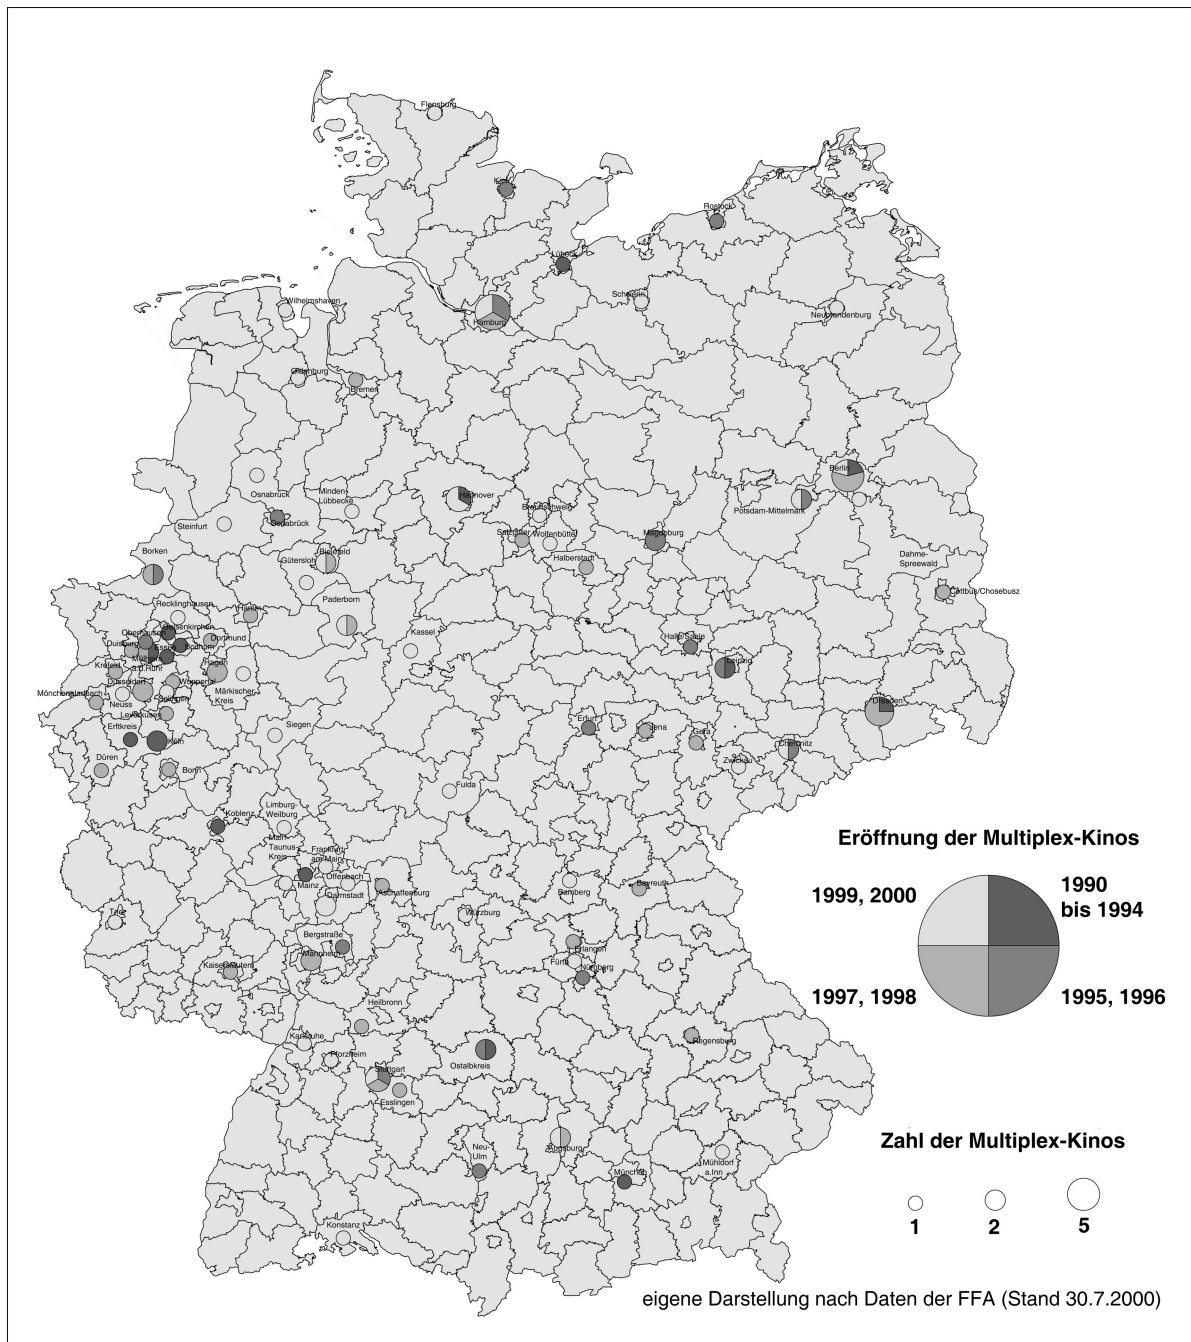 Flensburg
Kiel
Rostock
Lübeck
Schwerin
Wilhelmshaven
Neubrandenburg
Hamburg
Oldenburg
Bremen
Berlin
Osnabrück
Minden-
Lübbecke
Hannover
Braunschweig
Potsdam-Mittelmark
Steinfurt
Osnabrück
Salzgitter
Wolfenbüttel
Magdeburg
Borken
Bielefeld
Gütersloh
Halberstadt
Dahme-
Spreewald
Cottbus/Chosebusz
Paderborn
Recklinghausen
Hamm
Gelsenkirchen
Oberhausen
Kassel
Halle/Saale
Duisburg
Essen
Bochum
Dortmund
Mülheim
a.d.Ruhr
Krefeld
Hagen
Leipzig
Düsseldorf
Wuppertal
Mönchengladbach
Solingen
Märkischer
Kreis
Neuss
Dresden
Leverkusen
Erftkreis
Siegen
Erfurt
Jena
Gera
Chemnitz
Köln
Zwickau
Düren
Bonn
Fulda
Koblenz
Limburg-
Weilburg
Main-
Taunus-
Kreis
Frankfurt
am Main
Offenbach
Mainz
Darmstadt
Aschaffenburg
Bamberg
Bayreuth
Trier
Würzburg
Bergstraße
Mannheim
Erlangen
Fürth
Nürnberg
Kaiserslautern
Heilbronn
Karlsruhe
Pforzheim
Regensburg
Stuttgart
Ostalbkreis
Esslingen
Neu-
Ulm
Augsburg
München
Mühldorf
a.Inn
Konstanz
Eröffnung der Multiplex-Kinos
1999, 2000
1990
bis 1994
1997, 1998
1995, 1996
Zahl der Multiplex-Kinos
1
2
5
eigene Darstellung nach Daten der FFA (Stand 30.7.2000)